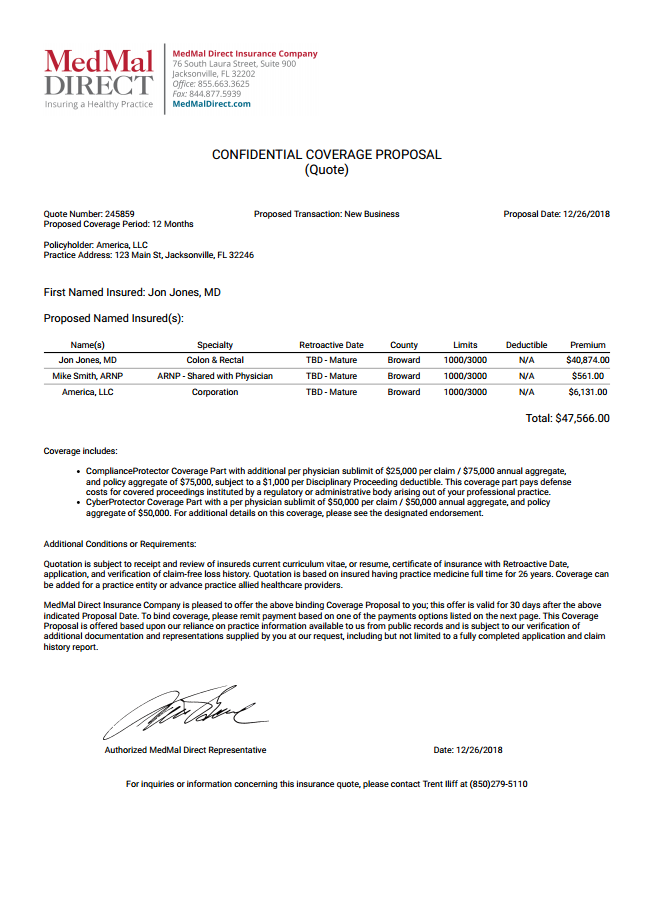 MedMal
DIRECT
Insuring a Healthy Practice
MedMal Direct Insurance Company
76 South Laura Street, Suite 900
Jacksonville, FL 32202
Office: 855.663.3625
Fax: 844.877.5939
MedMalDirect.com
CONFIDENTIAL COVERAGE PROPOSAL
(Quote)
Quote Number: 245859 Proposed Transaction: New Business Proposal Date: 12/26/2018
Proposed Coverage Period: 12 Months
Policyholder: America, LLC
Practice Address: 123 Main St, Jacksonville, FL 32246
First Named Insured: Jon Jones, MD
Proposed Named Insured(s):
Name(s) Specialty Retroactive Date County Limits Deductible Premium
Jon Jones, MD Colon & Rectal TBD - Mature Broward 1000/3000 N/A $40,874.00
Mike Smith, ARNP ARNP - Shared with Physician TBD - Mature Broward 1000/3000 N/A $561.00
America, LLC Corporation TBD - Mature Broward 1000/3000 N/A $6,131.00
Total: $47,566.00
Coverage includes:
• ComplianceProtector Coverage Part with additional per physician sublimit of $25,000 per claim / $75,000 annual aggregate,
and policy aggregate of $75,000, subject to a $1,000 per Disciplinary Proceeding deductible. This coverage part pays defense
costs for covered proceedings instituted by a regulatory or administrative body arising out of your professional practice.
• CyberProtector Coverage Part with a per physician sublimit of $50,000 per claim / $50,000 annual aggregate, and policy
aggregate of $50,000. For additional details on this coverage, please see the designated endorsement.
Additional Conditions or Requirements:
Quotation is subject to receipt and review of insureds current curriculum vitae, or resume, certificate of insurance with Retroactive Date,
application, and verification of claim-free loss history. Quotation is based on insured having practice medicine full time for 26 years. Coverage can
be added for a practice entity or advance practice allied healthcare providers.
MedMal Direct Insurance Company is pleased to offer the above binding Coverage Proposal to you; this offer is valid for 30 days after the above
indicated Proposal Date. To bind coverage, please remit payment based on one of the payments options listed on the next page. This Coverage
Proposal is offered based upon our reliance on practice information available to us from public records and is subject to our verification of
additional documentation and representations supplied by you at our request, including but not limited to a fully completed application and claim
history report.
Authorized MedMal Direct Representative Date: 12/26/2018
For inquiries or information concerning this insurance quote, please contact Trent Iliff at (850)279-5110